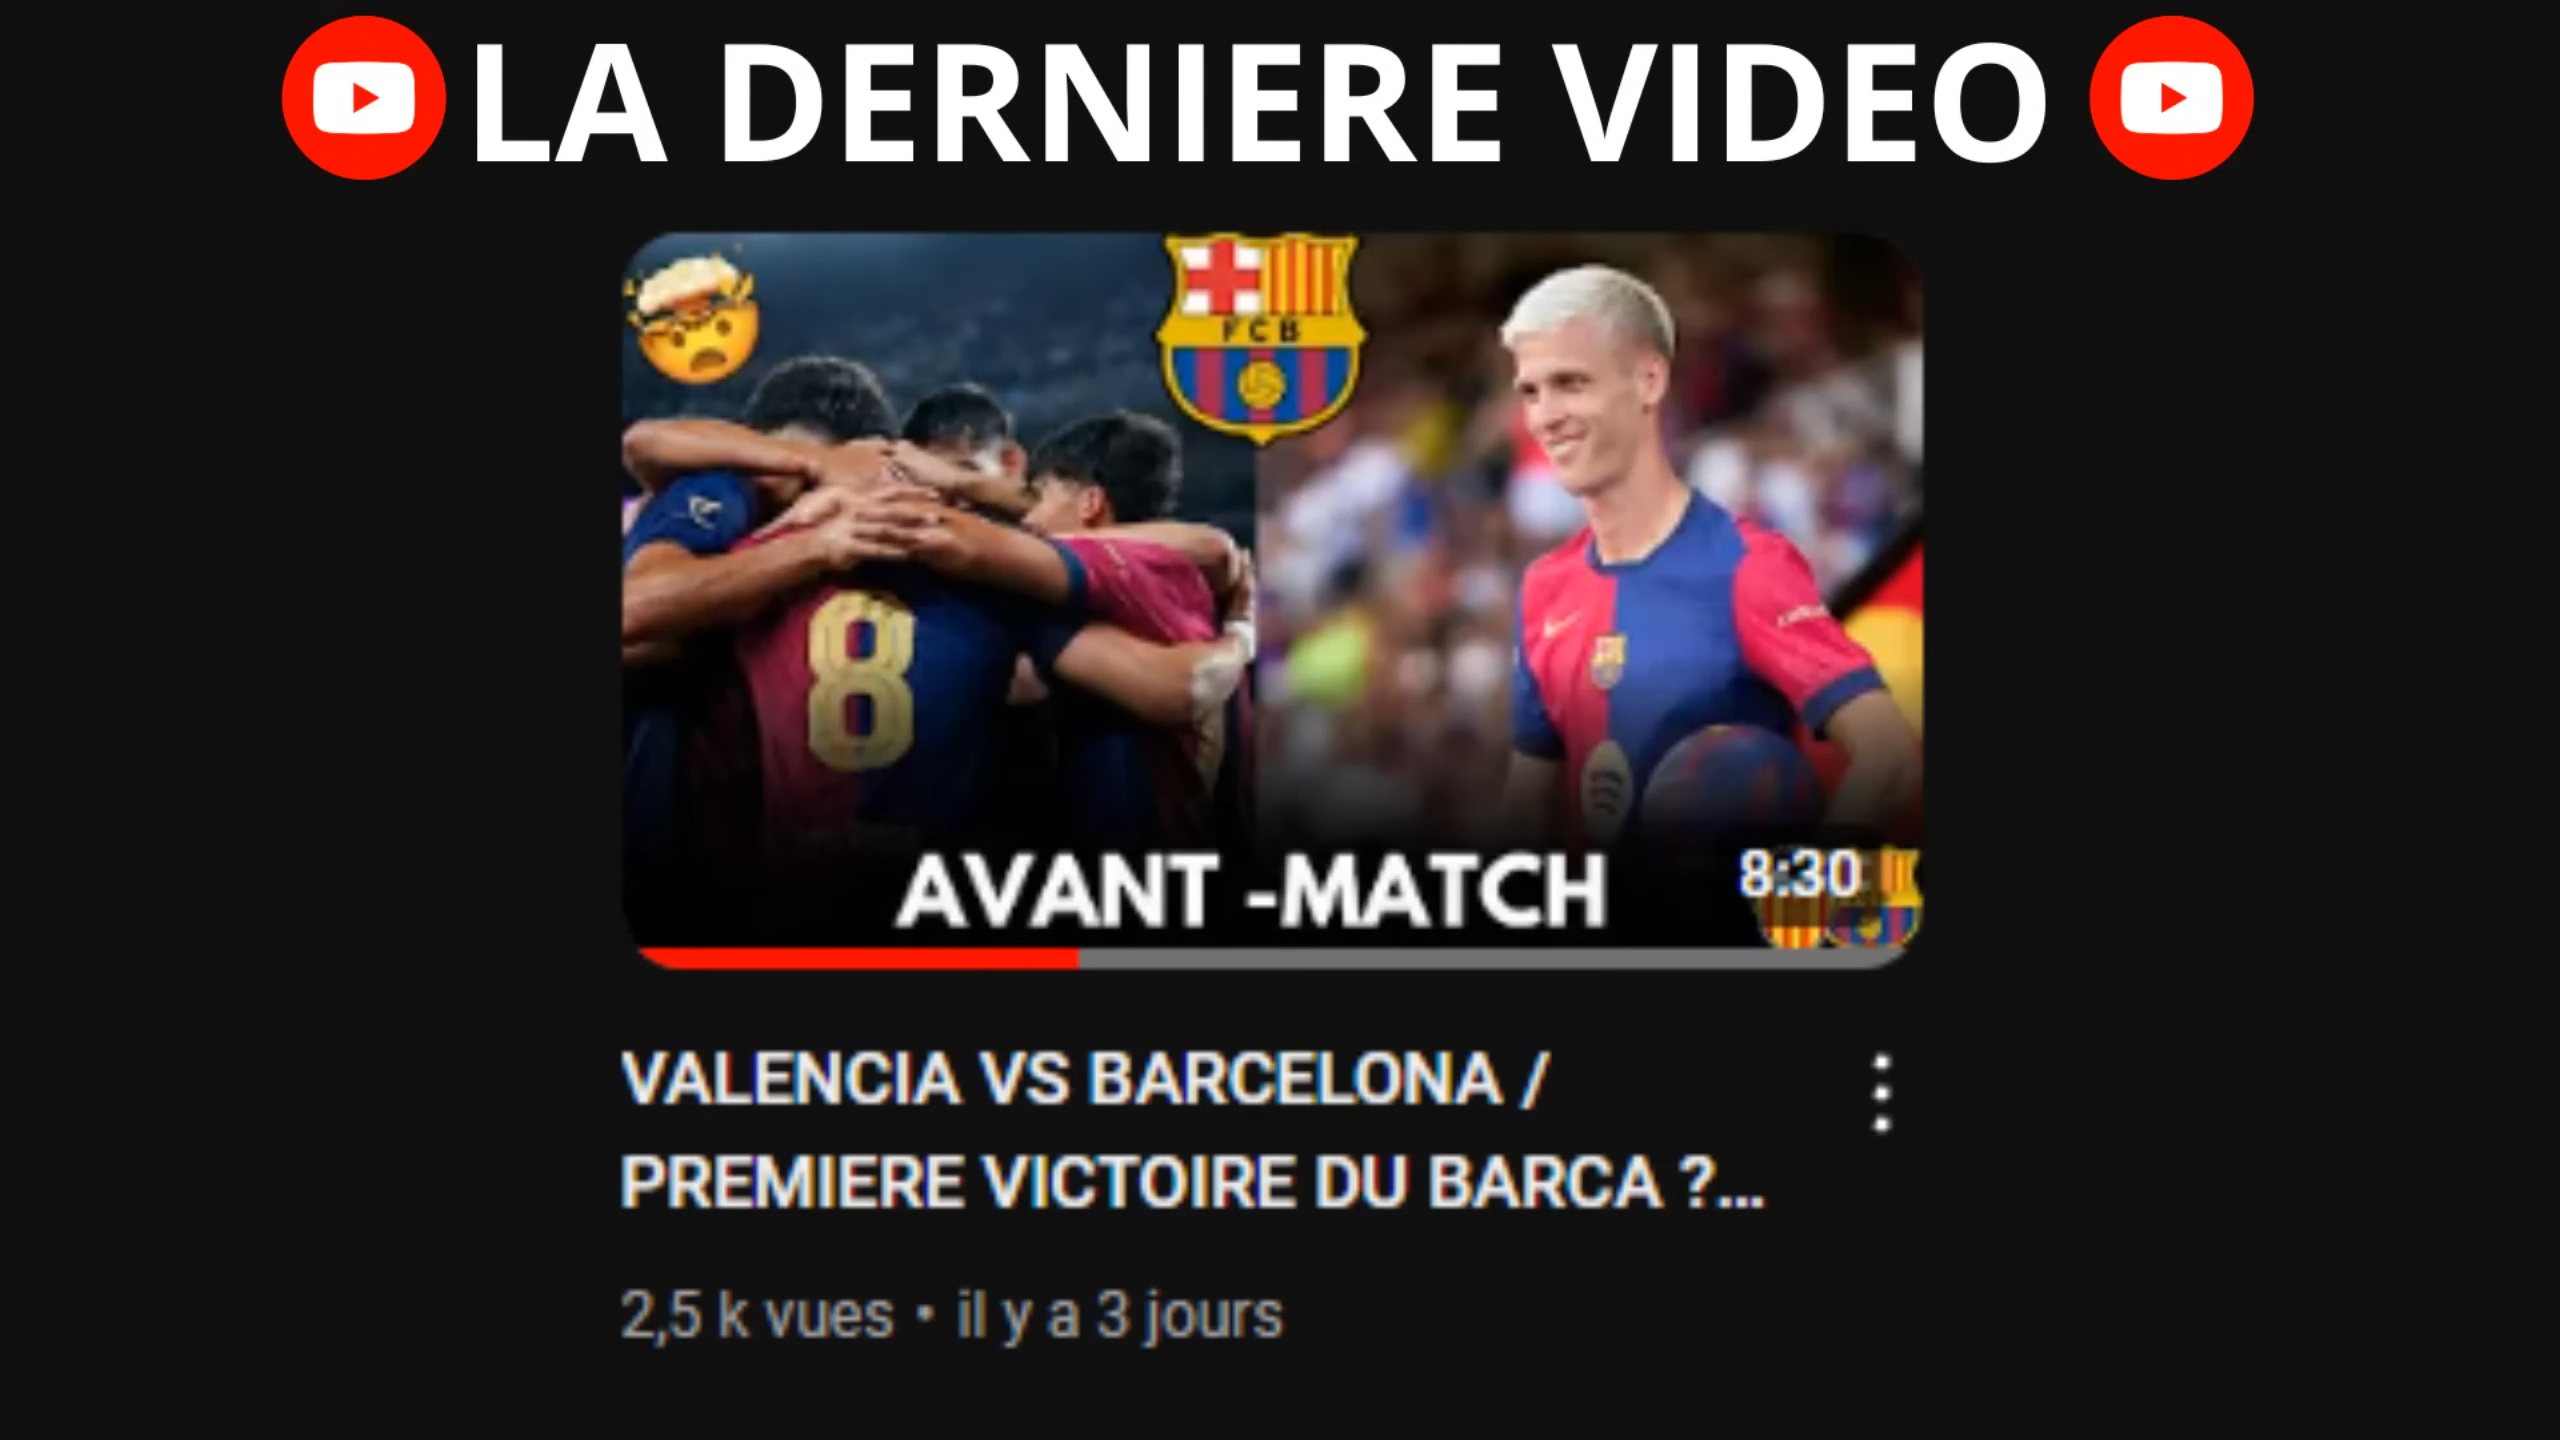 LA DERNIERE VIDEO
FCB
8
AVANT -MATCH
8:30
VALENCIA VS BARCELONA /
PREMIERE VICTOIRE DU BARCA ?...
2,5 k vues • il y a 3 jours